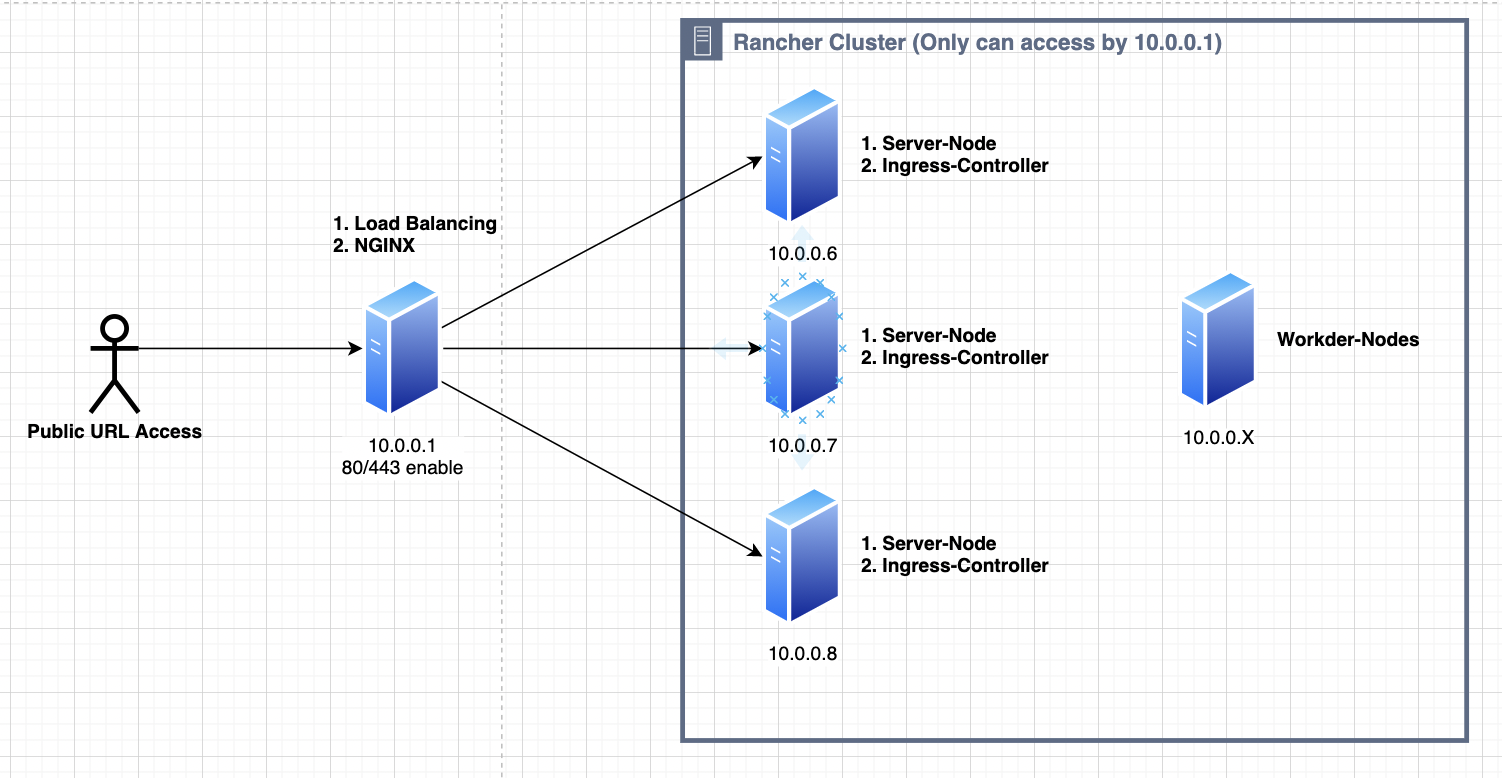 Rancher Cluster (Only can access by 10.0.0.1)
1. Server-Node
2. Ingress-Controller
10.0.0.6
1. Load Balancing
2. NGINX
10.0.0.1
80/443 enable
Public URL Access
1. Server-Node
2. Ingress-Controller
10.0.0.7
Workder-Nodes
10.0.0.X
1. Server-Node
2. Ingress-Controller
10.0.0.8